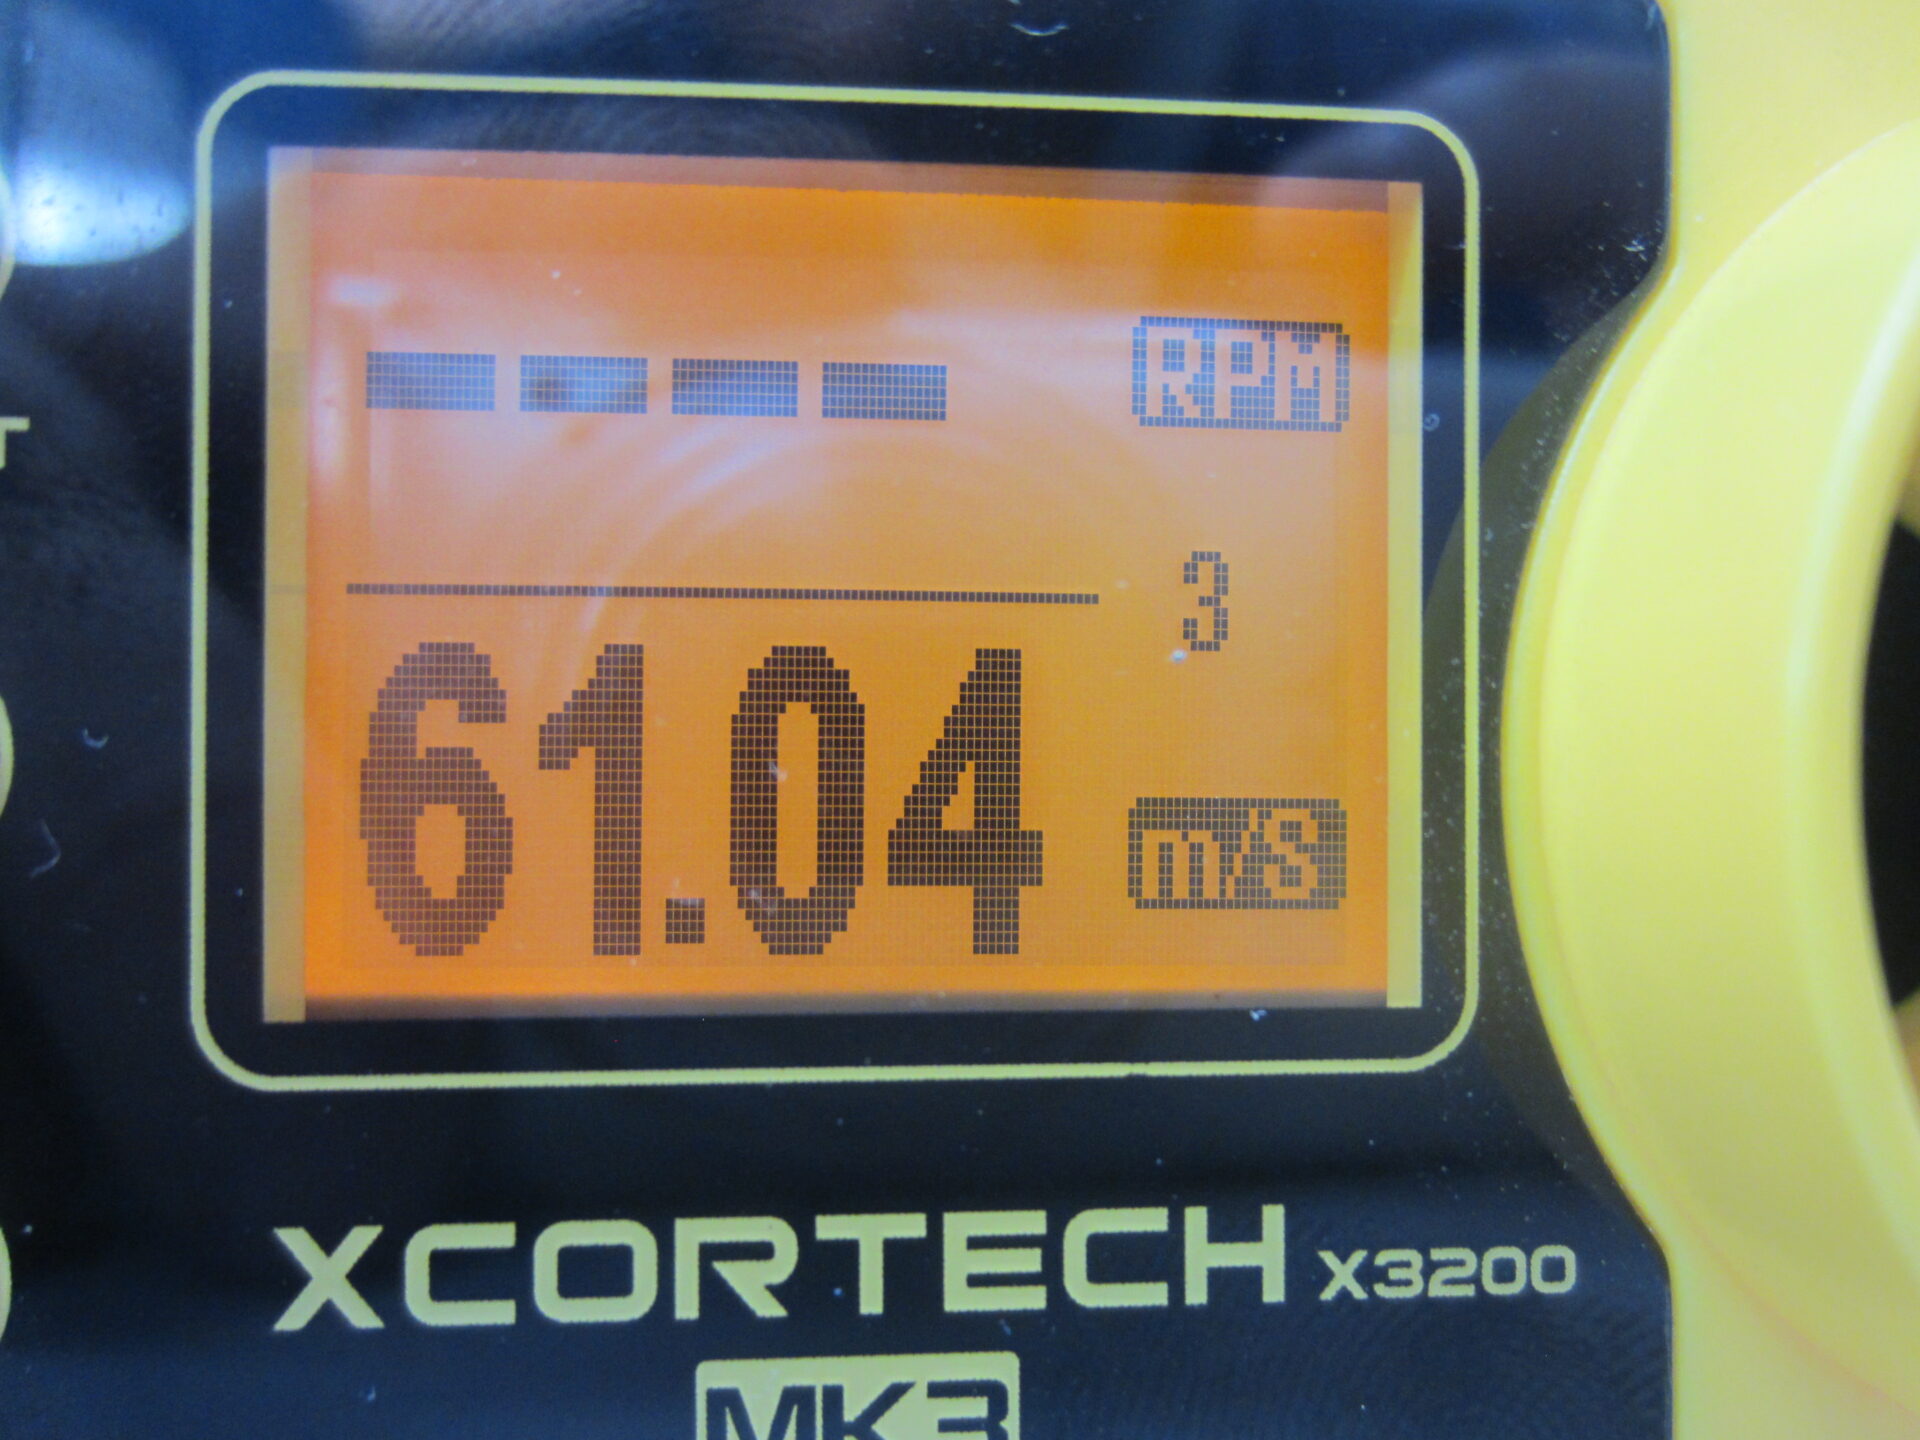 ---- RPM
3
61.04 m/S
XCORTECH X3200
MK3